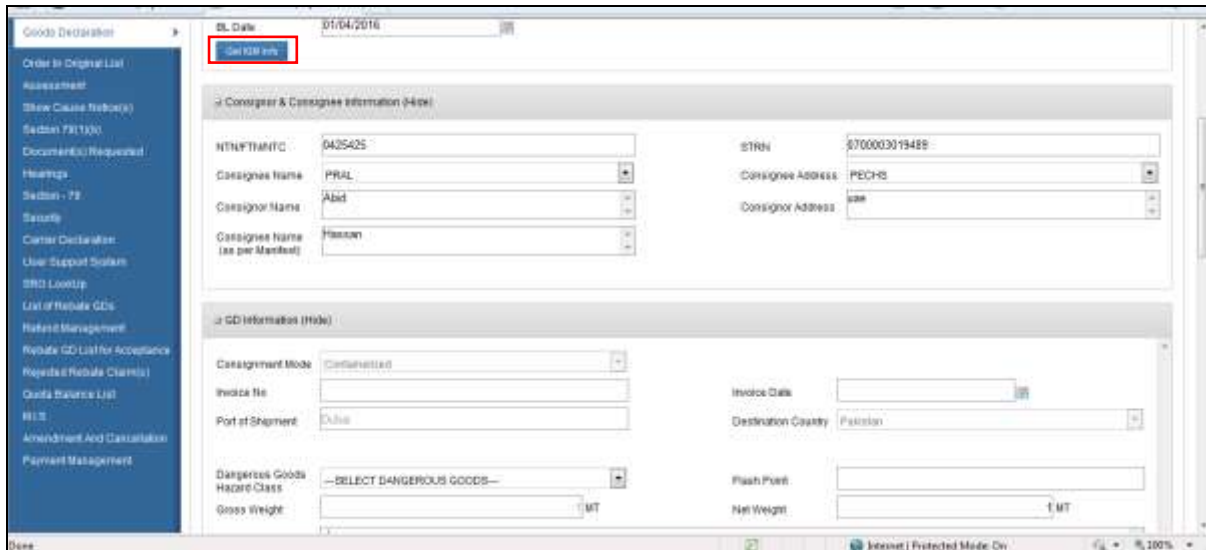 Goods Declaration
BL Date 01/04/2016
Get IGM Info
Order In Original List
Assessment
Show Cause Notice(s)
Document(s) Requested
Hearings
Section - 79
Security
Carrier Declaration
User Support System
SRO LookUp
List of Rebate GDs
Refund Management
Rebate GD List for Acceptance
Rejected Rebate Claim(s)
Quota Balance List
Amendment And Cancellation
Payment Management
Consignor & Consignee Information (Hide)
NTN/FTN/NTC 0425425 STRN 0700003019489
Consignee Name PRAL Consignee Address PECHS
Consignor Name Abid Consignor Address uae
Consignee Name Hassan
(as per Manifest)
GD Information (Hide)
Consignment Mode Containerized
Invoice No Invoice Date
Port of Shipment Dubai Destination Country Pakistan
Dangerous Goods
Hazard Class ---SELECT DANGEROUS GOODS--- Flash Point
Gross Weight 1 MT Net Weight 1 MT
Done Internet | Protected Mode: On 100%